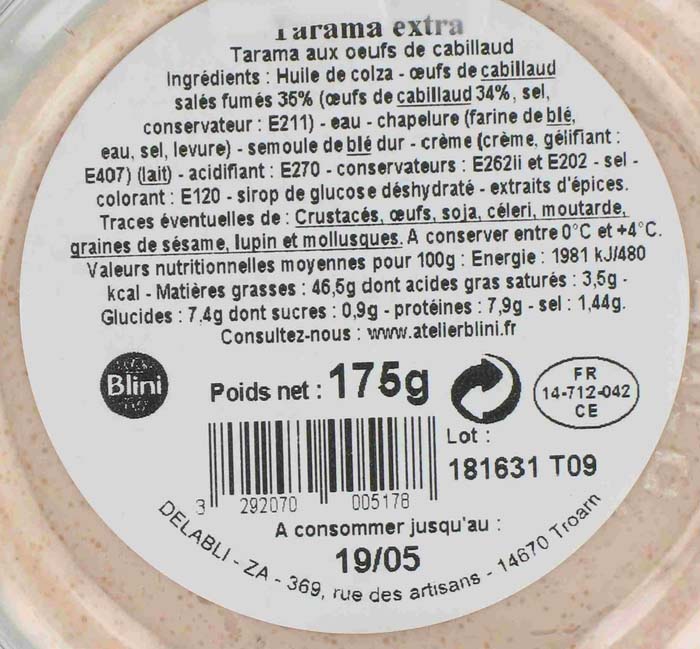 Tarama extra
Tarama aux oeufs de cabillaud
Ingrédients : Huile de colza - œufs de cabillaud
salés fumés 36% (œufs de cabillaud 34%, sel,
conservateur : E211) - eau - chapelure (farine de blé,
eau, sel, levure) - semoule de blé dur - crème (crème, gélifiant :
E407) (lait) - acidifiant : E270 - conservateurs : E262ii et E202 - sel -
colorant : E120 - sirop de glucose déshydraté - extraits d'épices.
Traces éventuelles de : Crustacés, œufs, soja, céleri, moutarde,
graines de sésame, lupin et mollusques. A conserver entre 0°C et +4°C.
Valeurs nutritionnelles moyennes pour 100g : Energie : 1981 kJ/480
kcal - Matières grasses : 46,5g dont acides gras saturés : 3,5g -
Glucides : 7,4g dont sucres : 0,9g - protéines : 7,9g - sel : 1,44g.
Consultez-nous : www.atelierblini.fr
Blini
Poids net : 175g
FR
14-712-042
CE
Lot :
181631 T09
3 292070 005178
A consommer jusqu'au :
19/05
DELABLI - ZA - 369, rue des artisans - 14670 Troarn